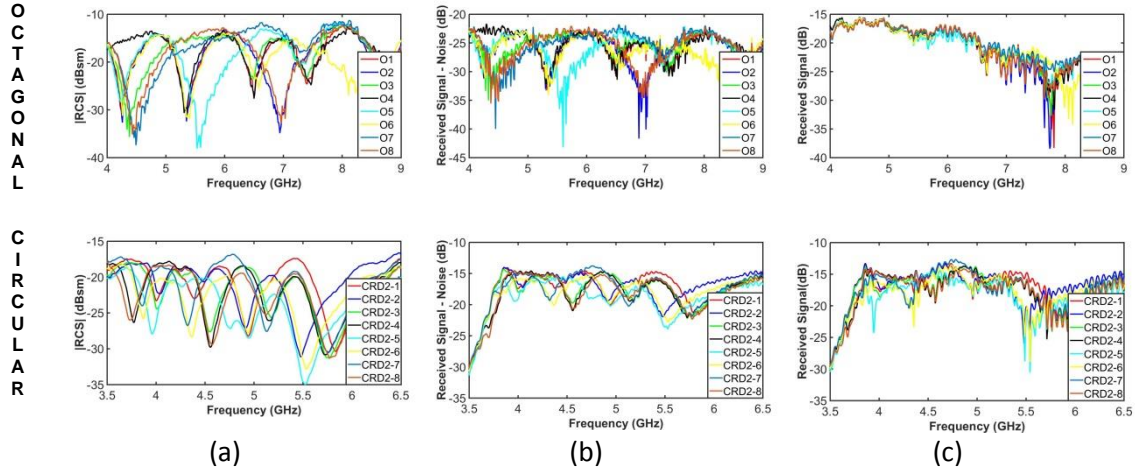 OCTAGONAL
-10
-20
-30
-40
4 5 6 7 8 9
|RCS| (dBsm)
Frequency (GHz)
O1
O2
O3
O4
O5
O6
O7
O8
-20
-25
-30
-35
-40
-45
4 5 6 7 8 9
Received Signal - Noise (dB)
Frequency (GHz)
O1
O2
O3
O4
O5
O6
O7
O8
-15
-20
-25
-30
-35
-40
4 5 6 7 8 9
Received Signal (dB)
Frequency (GHz)
O1
O2
O3
O4
O5
O6
O7
O8
CIRCULAR
-15
-20
-25
-30
-35
3.5 4 4.5 5 5.5 6 6.5
|RCS| (dBsm)
Frequency (GHz)
CRD2-1
CRD2-2
CRD2-3
CRD2-4
CRD2-5
CRD2-6
CRD2-7
CRD2-8
-10
-15
-20
-25
-30
-35
3.5 4 4.5 5 5.5 6 6.5
Received Signal - Noise (dB)
Frequency (GHz)
CRD2-1
CRD2-2
CRD2-3
CRD2-4
CRD2-5
CRD2-6
CRD2-7
CRD2-8
-10
-15
-20
-25
-30
-35
3.5 4 4.5 5 5.5 6 6.5
Received Signal(dB)
Frequency (GHz)
CRD2-1
CRD2-2
CRD2-3
CRD2-4
CRD2-5
CRD2-6
CRD2-7
CRD2-8
(a) (b) (c)